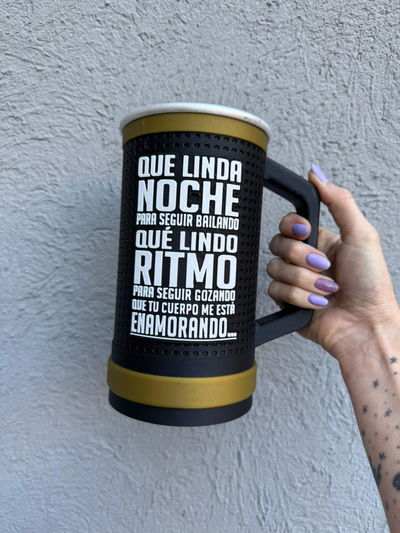 QUE LINDA
NOCHE
PARA SEGUIR BAILANDO
QUÉ LINDO
RITMO
PARA SEGUIR GOZANDO
QUE TU CUERPO ME ESTÁ
ENAMORANDO...